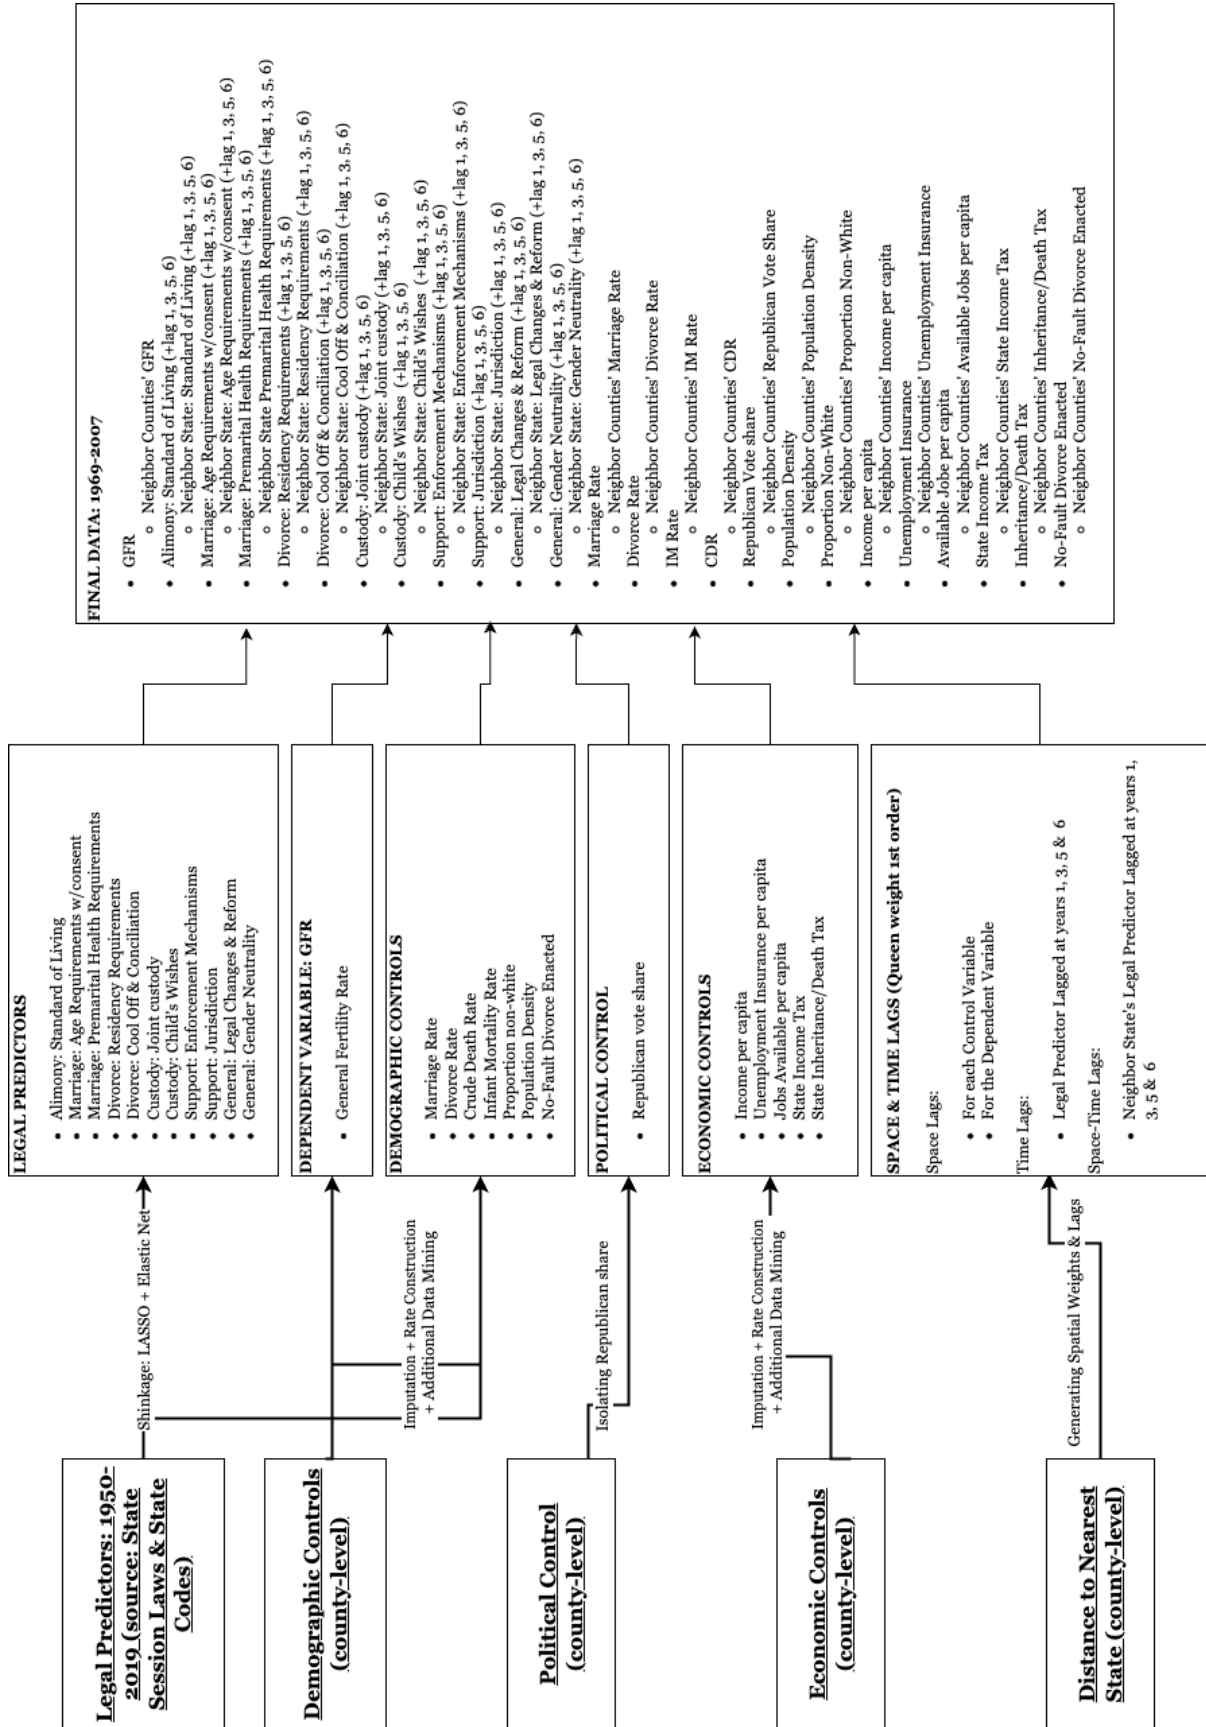 Legal Predictors: 1950-
2019 (source: State
Session Laws & State
Codes)
Demographic Controls
(county-level)
Political Control
(county-level)
Economic Controls
(county-level)
Distance to Nearest
State (county-level)
Shinkage: LASSO + Elastic Net
Imputation + Rate Construction
+ Additional Data Mining
Isolating Republican share
Imputation + Rate Construction
+ Additional Data Mining
Generating Spatial Weights & Lags
LEGAL PREDICTORS
• Alimony: Standard of Living
• Marriage: Age Requirements w/consent
• Marriage: Premarital Health Requirements
• Divorce: Residency Requirements
• Divorce: Cool Off & Conciliation
• Custody: Joint custody
• Custody: Child's Wishes
• Support: Enforcement Mechanisms
• Support: Jurisdiction
• General: Legal Changes & Reform
• General: Gender Neutrality
DEPENDENT VARIABLE: GFR
• General Fertility Rate
DEMOGRAPHIC CONTROLS
• Marriage Rate
• Divorce Rate
• Crude Death Rate
• Infant Mortality Rate
• Proportion non-white
• Population Density
• No-Fault Divorce Enacted
POLITICAL CONTROL
• Republican vote share
ECONOMIC CONTROLS
• Income per capita
• Unemployment Insurance per capita
• Jobs Available per capita
• State Income Tax
• State Inheritance/Death Tax
SPACE & TIME LAGS (Queen weight 1st order)
Space Lags:
• For each Control Variable
• For the Dependent Variable
Time Lags:
• Legal Predictor Lagged at years 1, 3, 5 & 6
Space-Time Lags:
• Neighbor State's Legal Predictor Lagged at years 1,
3, 5 & 6
FINAL DATA: 1969-2007
• GFR
○ Neighbor Counties' GFR
• Alimony: Standard of Living (+lag 1, 3, 5, 6)
○ Neighbor State: Standard of Living (+lag 1, 3, 5, 6)
• Marriage: Age Requirements w/consent (+lag 1, 3, 5, 6)
○ Neighbor State: Age Requirements w/consent (+lag 1, 3, 5, 6)
• Marriage: Premarital Health Requirements (+lag 1, 3, 5, 6)
○ Neighbor State Premarital Health Requirements (+lag 1, 3, 5, 6)
• Divorce: Residency Requirements (+lag 1, 3, 5, 6)
○ Neighbor State: Residency Requirements (+lag 1, 3, 5, 6)
• Divorce: Cool Off & Conciliation (+lag 1, 3, 5, 6)
○ Neighbor State: Cool Off & Conciliation (+lag 1, 3, 5, 6)
• Custody: Joint custody (+lag 1, 3, 5, 6)
○ Neighbor State: Joint custody (+lag 1, 3, 5, 6)
• Custody: Child's Wishes (+lag 1, 3, 5, 6)
○ Neighbor State: Child's Wishes (+lag 1, 3, 5, 6)
• Support: Enforcement Mechanisms (+lag 1, 3, 5, 6)
○ Neighbor State: Enforcement Mechanisms (+lag 1, 3, 5, 6)
• Support: Jurisdiction (+lag 1, 3, 5, 6)
○ Neighbor State: Jurisdiction (+lag 1, 3, 5, 6)
• General: Legal Changes & Reform (+lag 1, 3, 5, 6)
○ Neighbor State: Legal Changes & Reform (+lag 1, 3, 5, 6)
• General: Gender Neutrality (+lag 1, 3, 5, 6)
○ Neighbor State: Gender Neutrality (+lag 1, 3, 5, 6)
• Marriage Rate
○ Neighbor Counties' Marriage Rate
• Divorce Rate
○ Neighbor Counties' Divorce Rate
• IM Rate
○ Neighbor Counties' IM Rate
• CDR
○ Neighbor Counties' CDR
• Republican Vote share
○ Neighbor Counties' Republican Vote Share
• Population Density
○ Neighbor Counties' Population Density
• Proportion Non-White
○ Neighbor Counties' Proportion Non-White
• Income per capita
○ Neighbor Counties' Income per capita
• Unemployment Insurance
○ Neighbor Counties' Unemployment Insurance
• Available Jobe per capita
○ Neighbor Counties' Available Jobs per capita
• State Income Tax
○ Neighbor Counties' State Income Tax
• Inheritance/Death Tax
○ Neighbor Counties' Inheritance/Death Tax
• No-Fault Divorce Enacted
○ Neighbor Counties' No-Fault Divorce Enacted